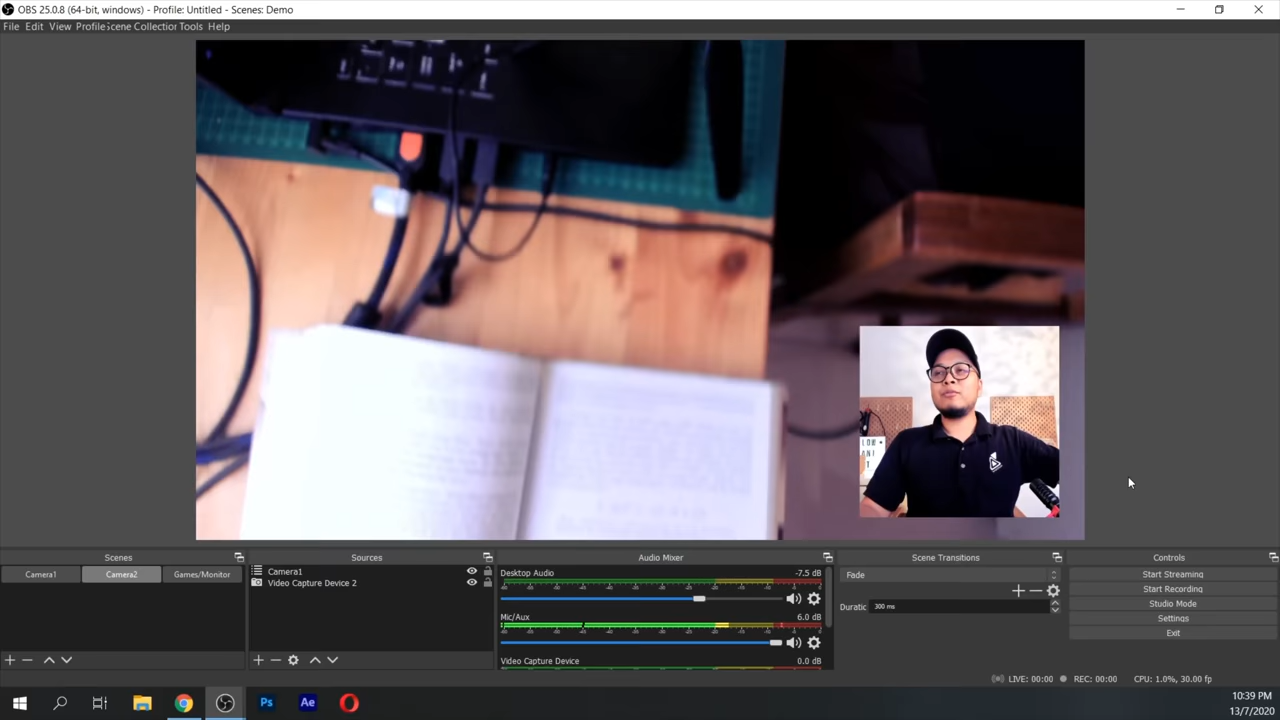 OBS 25.0.8 (64-bit, windows) - Profile: Untitled - Scenes: Demo
File Edit View Profile Scene Collection Tools Help
Scenes
Sources
Audio Mixer
Scene Transitions
Controls
Camera1
Camera2
Games/Monitor
Camera1
Video Capture Device 2
Desktop Audio
-7.5 dB
Mic/Aux
6.0 dB
Video Capture Device
0.0 dB
Fade
Duratic
300 ms
Start Streaming
Start Recording
Studio Mode
Settings
Exit
LIVE: 00:00
REC: 00:00
CPU: 1.0%, 30.00 fps
Ps
Ae
10:39 PM
13/7/2020